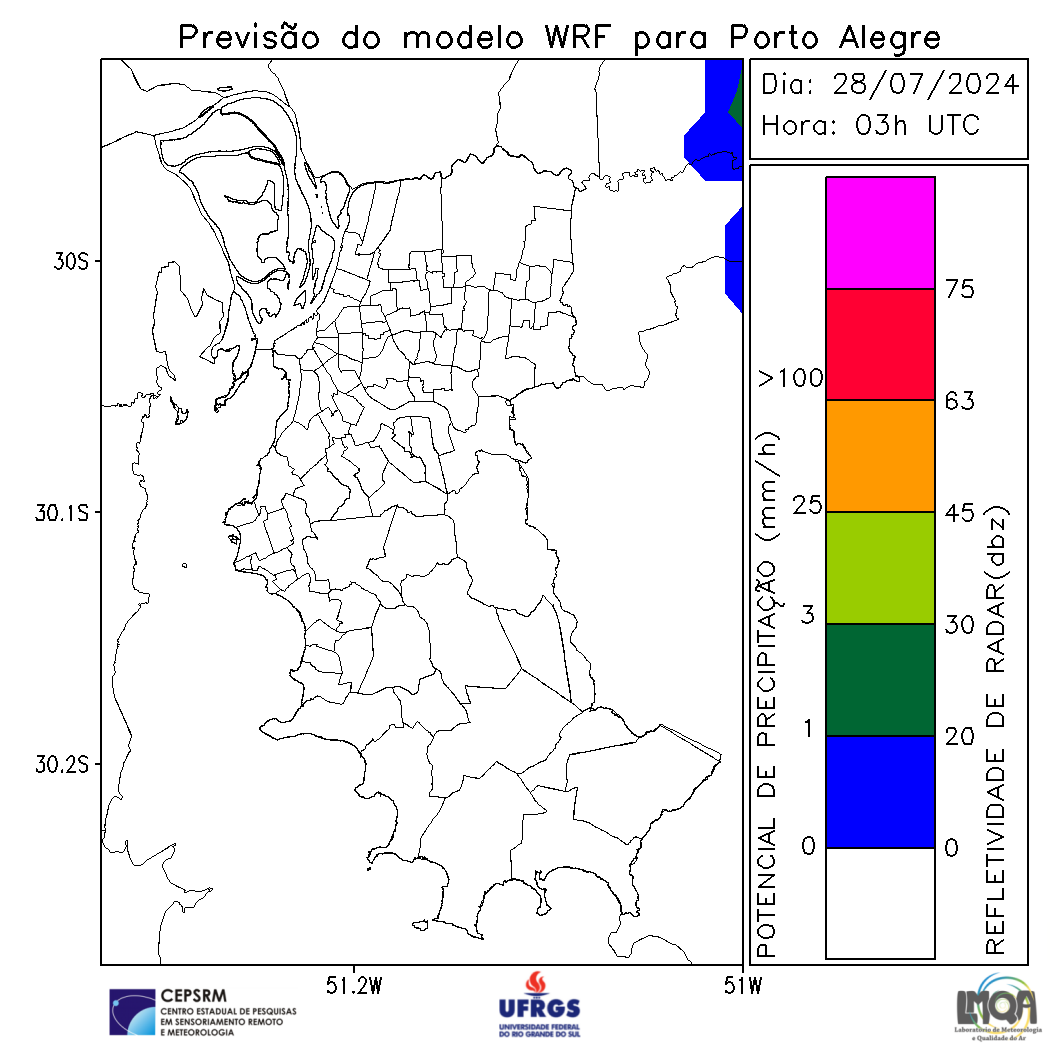 Previsão do modelo WRF para Porto Alegre
Dia: 28/07/2024
Hora: 03h UTC
30S
30.1S
30.2S
51.2W
51W
POTENCIAL DE PRECIPITAÇÃO (mm/h)
>100
25
3
1
0
75
63
45
30
20
0
REFLETIVIDADE DE RADAR(dbz)
CEPSRM
CENTRO ESTADUAL DE PESQUISAS
EM SENSORIAMENTO REMOTO
E METEOROLOGIA
UFRGS
UNIVERSIDADE FEDERAL
DO RIO GRANDE DO SUL
LMQA
Laboratório de Meteorologia
e Qualidade do Ar